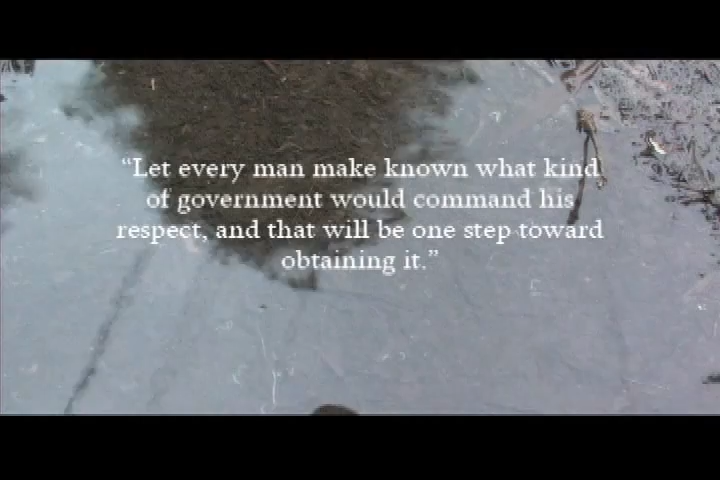 “Let every man make known what kind
of government would command his
respect, and that will be one step toward
obtaining it.”